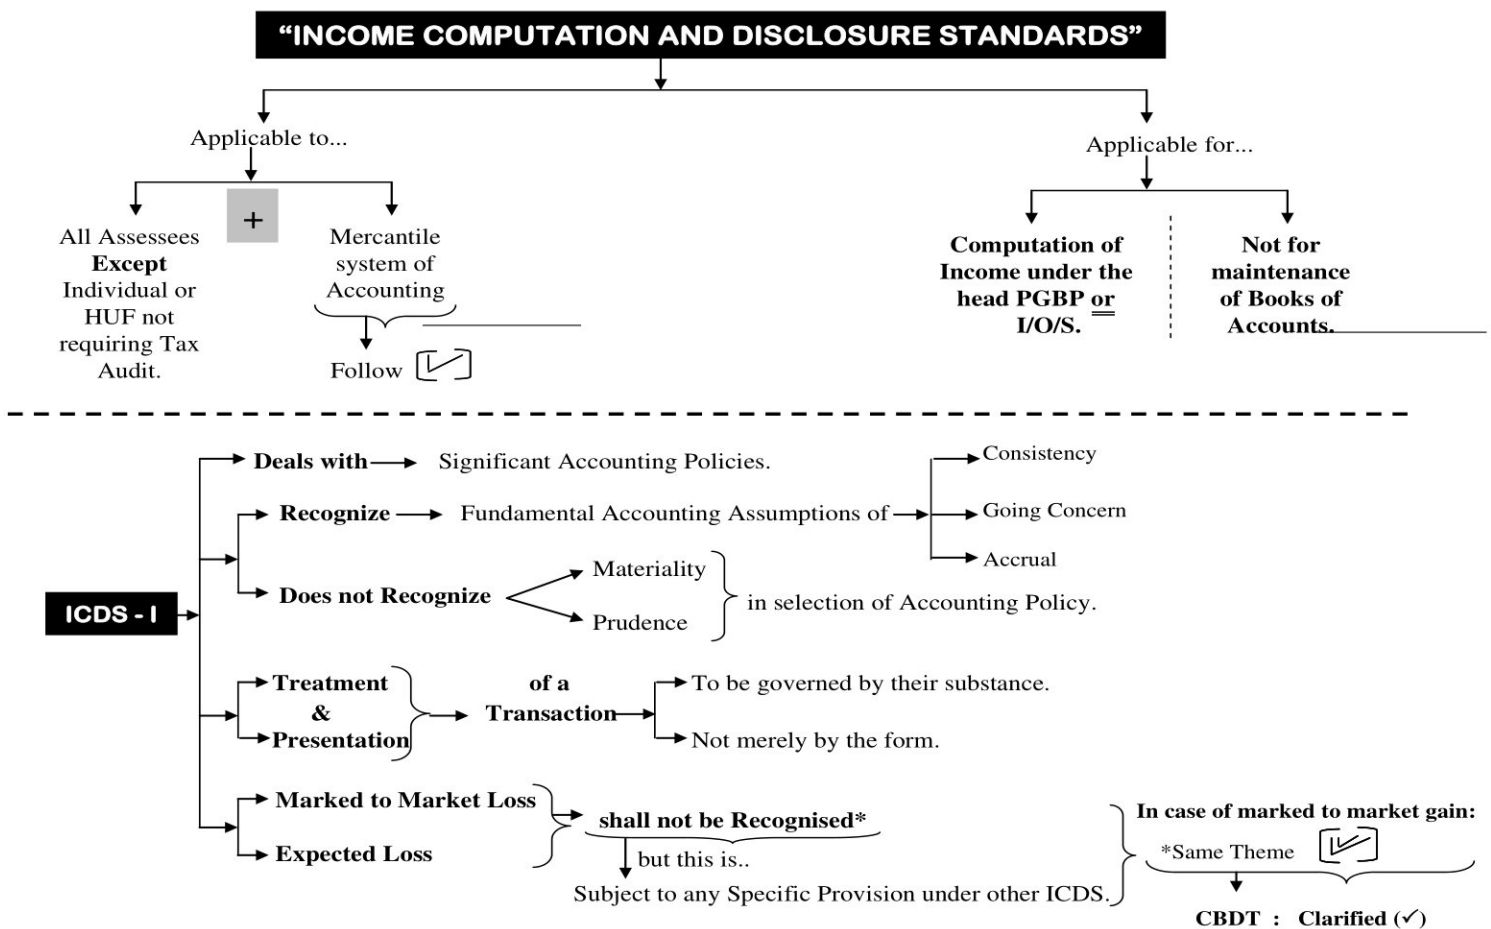 “INCOME COMPUTATION AND DISCLOSURE STANDARDS”
Applicable to...
All Assessees
Except
Individual or
HUF not
requiring Tax
Audit.
+
Mercantile
system of
Accounting
Follow [✓]
Applicable for...
Computation of
Income under the
head PGBP or
I/O/S.
Not for
maintenance
of Books of
Accounts.
ICDS - I
Deals with
Significant Accounting Policies.
Recognize
Fundamental Accounting Assumptions of
Consistency
Going Concern
Accrual
Does not Recognize
Materiality
Prudence
in selection of Accounting Policy.
Treatment
&
Presentation
of a
Transaction
To be governed by their substance.
Not merely by the form.
Marked to Market Loss
Expected Loss
shall not be Recognised*
but this is..
Subject to any Specific Provision under other ICDS.
In case of marked to market gain:
*Same Theme [✓]
CBDT : Clarified (✓)